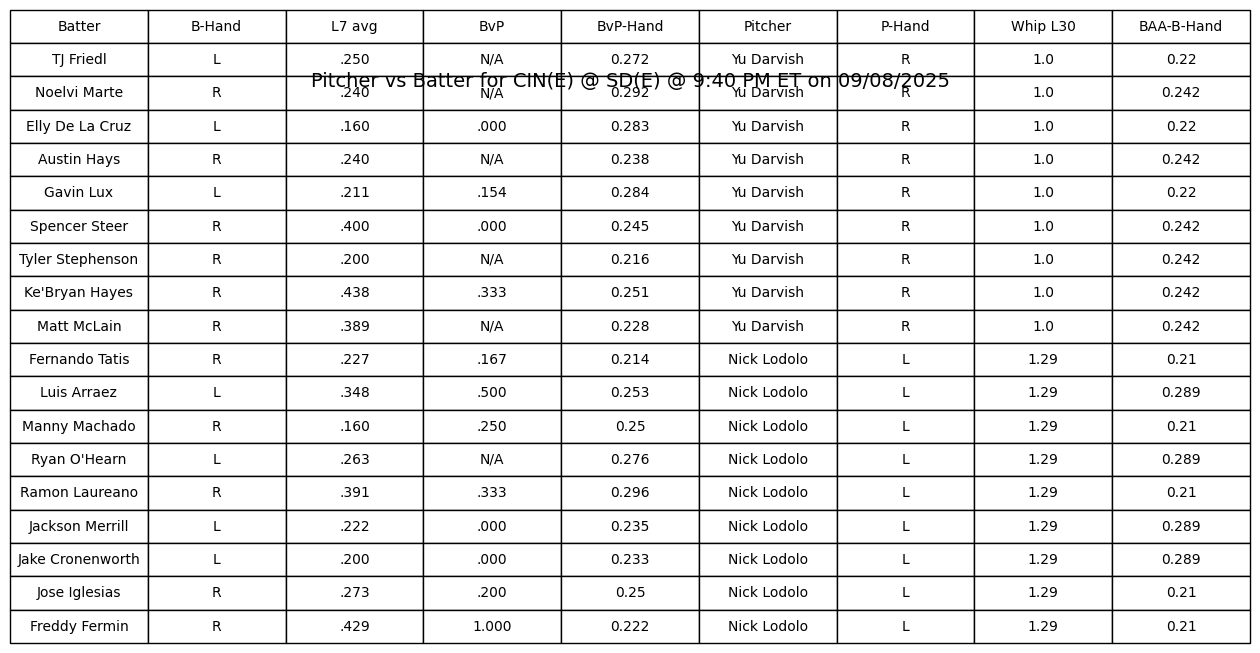 Batter B-Hand L7 avg BvP BvP-Hand Pitcher P-Hand Whip L30 BAA-B-Hand
TJ Friedl L .250 N/A 0.272 Yu Darvish R 1.0 0.22
Pitcher vs Batter for CIN(E) @ SD(E) @ 9:40 PM ET on 09/08/2025
Noelvi Marte R .240 N/A 0.292 Yu Darvish R 1.0 0.242
Elly De La Cruz L .160 .000 0.283 Yu Darvish R 1.0 0.22
Austin Hays R .240 N/A 0.238 Yu Darvish R 1.0 0.242
Gavin Lux L .211 .154 0.284 Yu Darvish R 1.0 0.22
Spencer Steer R .400 .000 0.245 Yu Darvish R 1.0 0.242
Tyler Stephenson R .200 N/A 0.216 Yu Darvish R 1.0 0.242
Ke'Bryan Hayes R .438 .333 0.251 Yu Darvish R 1.0 0.242
Matt McLain R .389 N/A 0.228 Yu Darvish R 1.0 0.242
Fernando Tatis R .227 .167 0.214 Nick Lodolo L 1.29 0.21
Luis Arraez L .348 .500 0.253 Nick Lodolo L 1.29 0.289
Manny Machado R .160 .250 0.25 Nick Lodolo L 1.29 0.21
Ryan O'Hearn L .263 N/A 0.276 Nick Lodolo L 1.29 0.289
Ramon Laureano R .391 .333 0.296 Nick Lodolo L 1.29 0.21
Jackson Merrill L .222 .000 0.235 Nick Lodolo L 1.29 0.289
Jake Cronenworth L .200 .000 0.233 Nick Lodolo L 1.29 0.289
Jose Iglesias R .273 .200 0.25 Nick Lodolo L 1.29 0.21
Freddy Fermin R .429 1.000 0.222 Nick Lodolo L 1.29 0.21